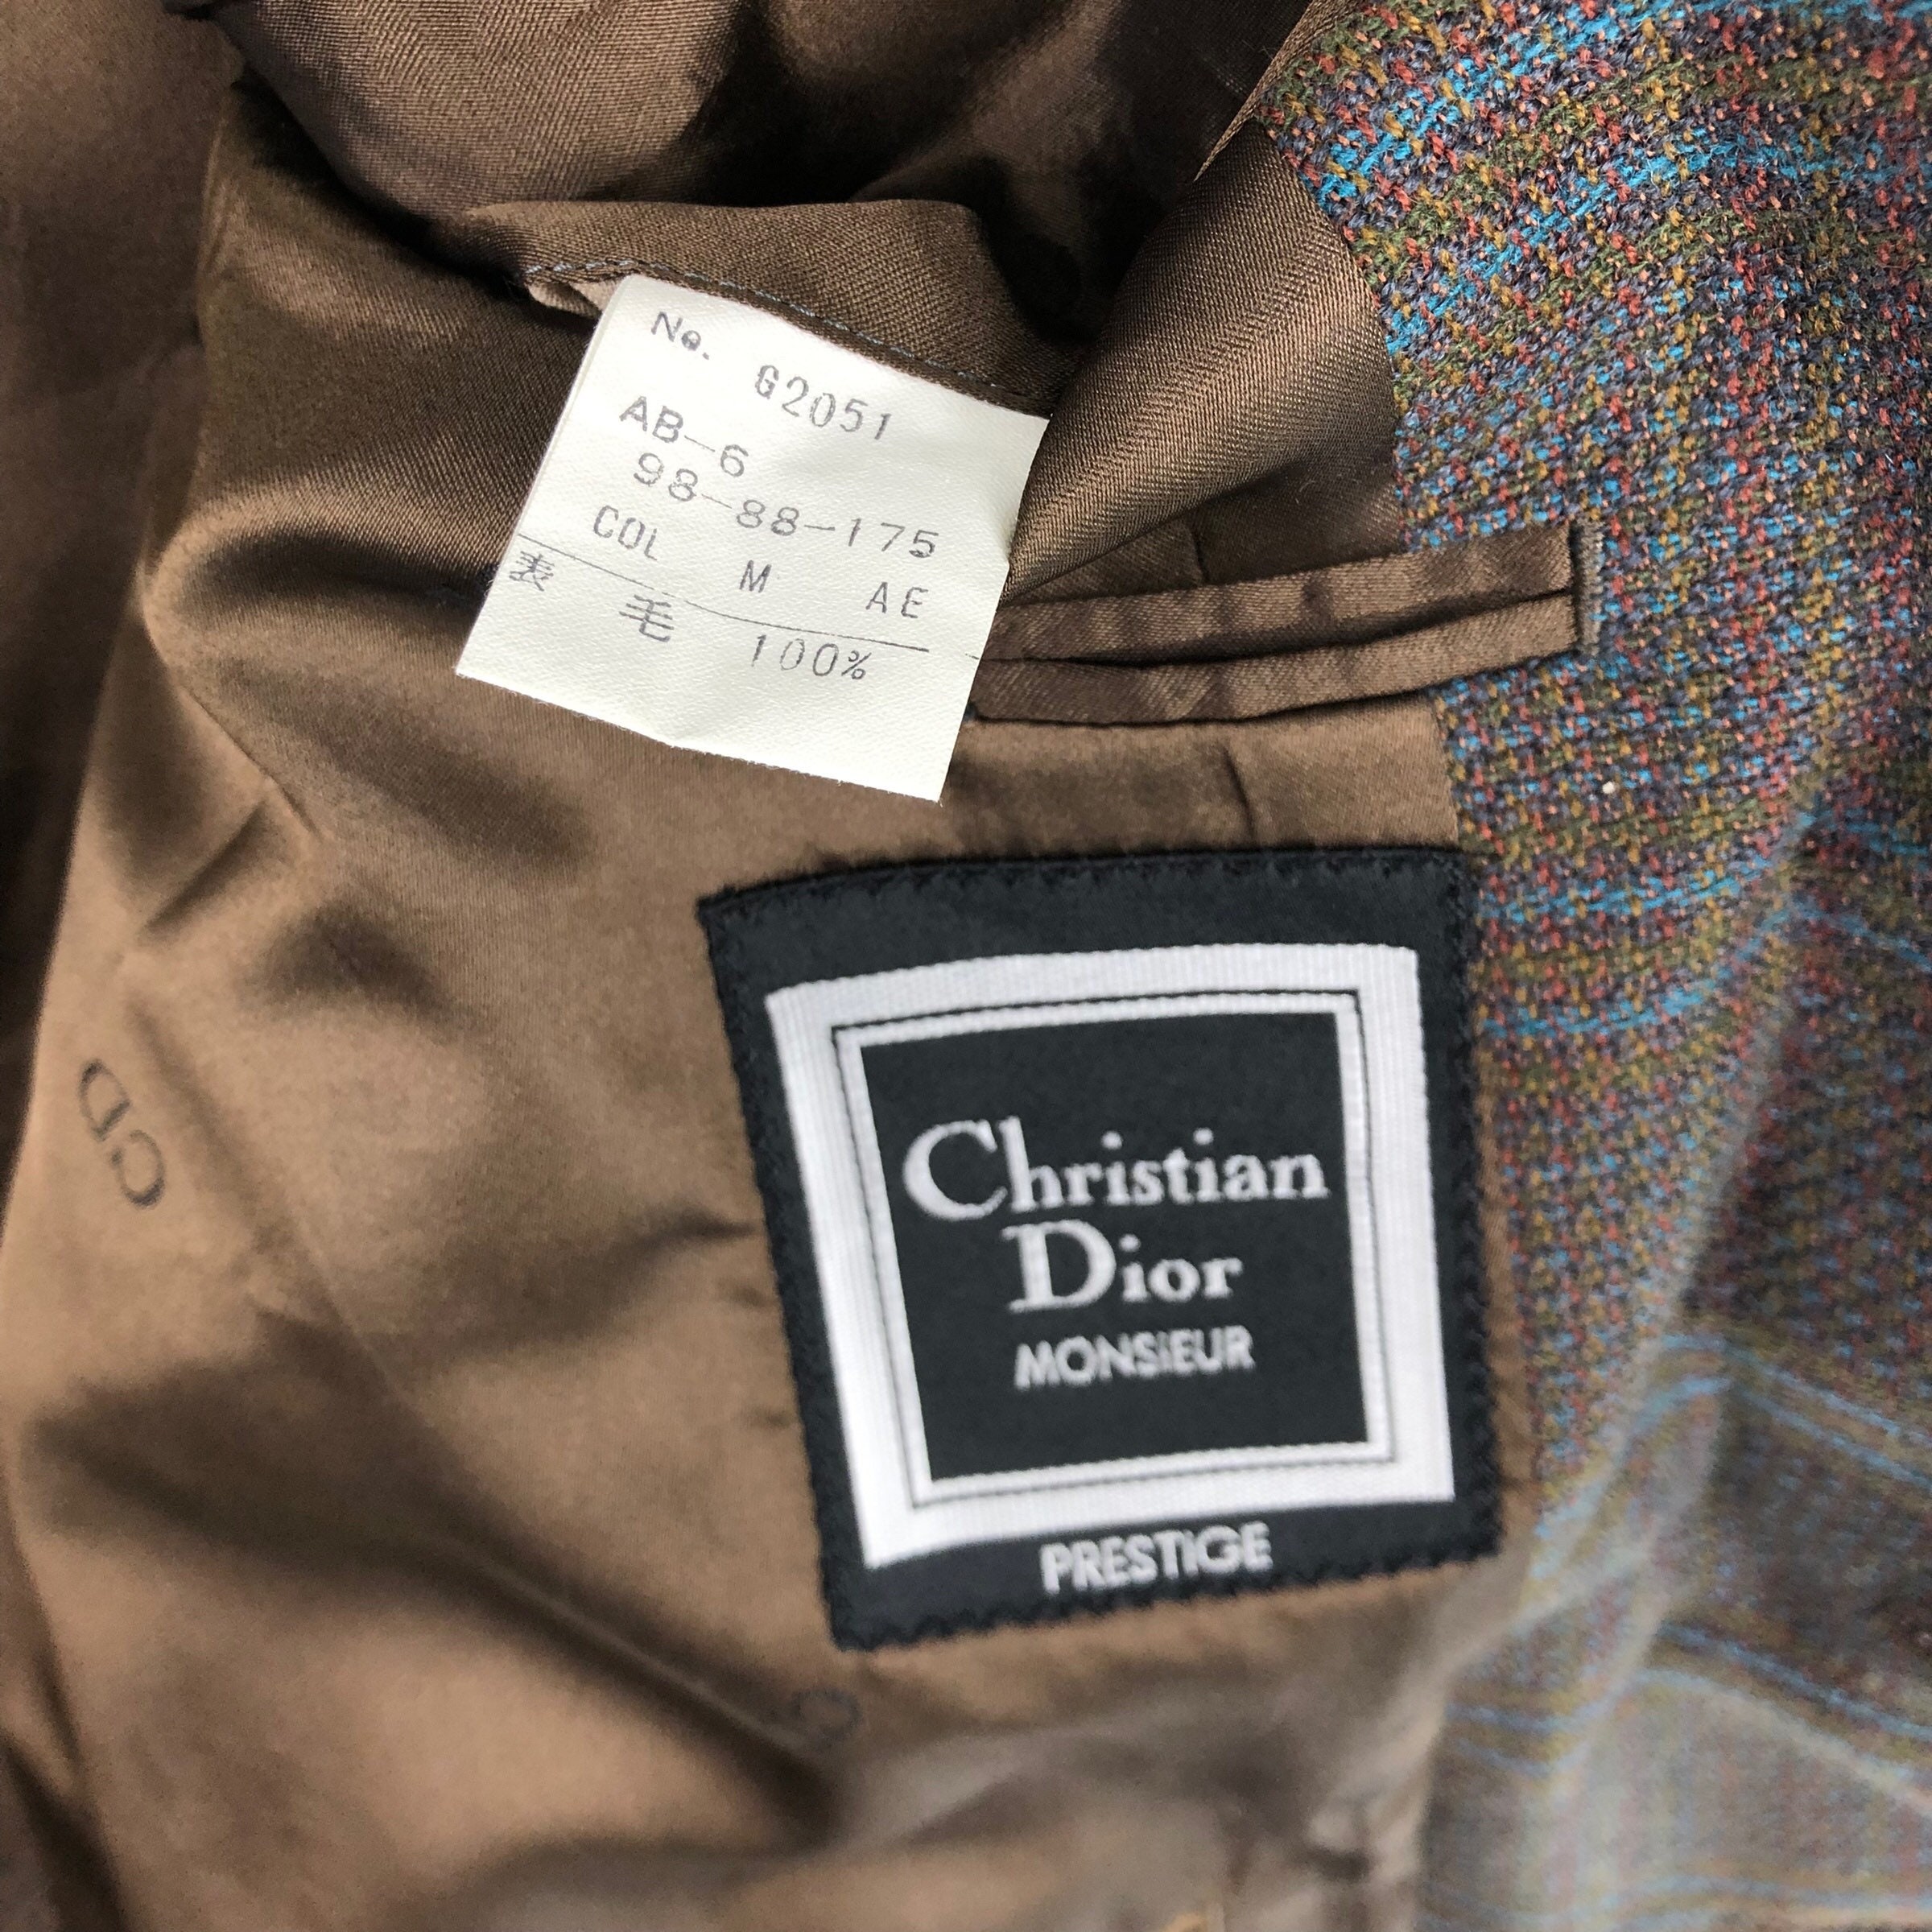 No. G2051
AB-6
98-88-175
COL M AE
表 毛 100%
Christian
Dior
MONSIEUR
PRESTIGE
CD